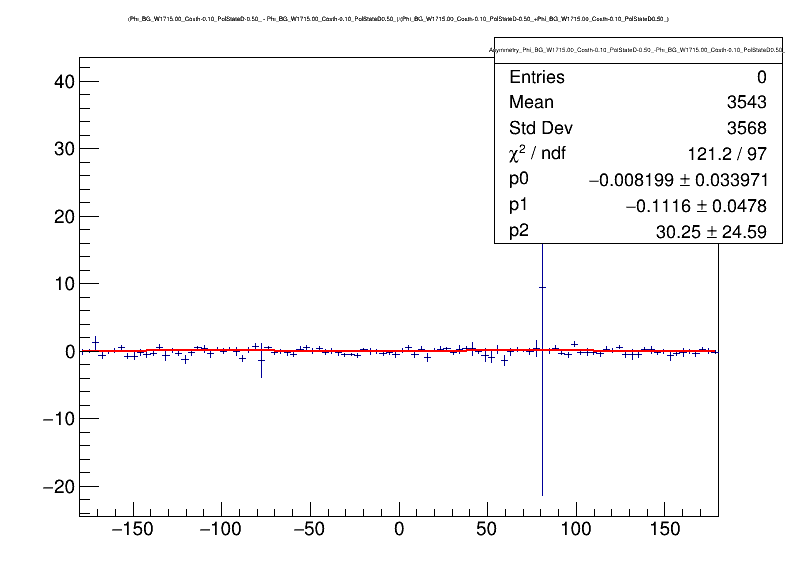 (Phi_BG_W1715.00_Costh-0.10_PolStateD-0.50_ - Phi_BG_W1715.00_Costh-0.10_PolStateD0.50_)/(Phi_BG_W1715.00_Costh-0.10_PolStateD-0.50_+Phi_BG_W1715.00_Costh-0.10_PolStateD0.50_)
Asymmetry_Phi_BG_W1715.00_Costh-0.10_PolStateD-0.50_-Phi_BG_W1715.00_Costh-0.10_PolStateD0.50_
Entries 0
Mean 3543
Std Dev 3568
χ² / ndf 121.2 / 97
p0 −0.008199 ± 0.033971
p1 −0.1116 ± 0.0478
p2 30.25 ± 24.59
40
30
20
10
0
−10
−20
−150 −100 −50 0 50 100 150